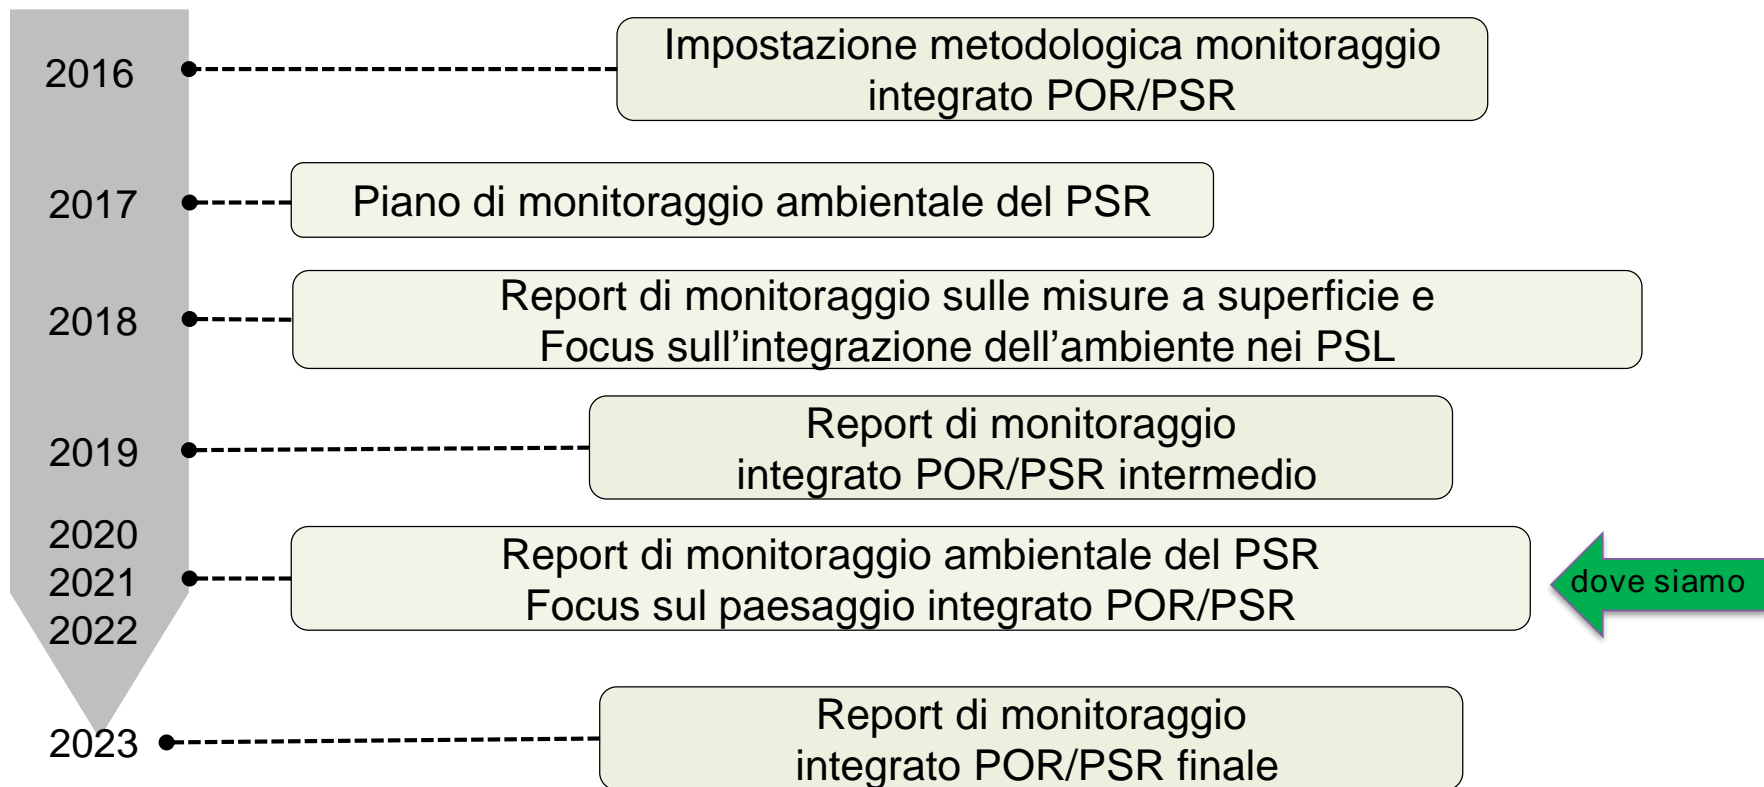 2016
Impostazione metodologica monitoraggio
integrato POR/PSR
2017
Piano di monitoraggio ambientale del PSR
2018
Report di monitoraggio sulle misure a superficie e
Focus sull’integrazione dell’ambiente nei PSL
2019
Report di monitoraggio
integrato POR/PSR intermedio
2020
2021
2022
Report di monitoraggio ambientale del PSR
Focus sul paesaggio integrato POR/PSR
dove siamo
2023
Report di monitoraggio
integrato POR/PSR finale